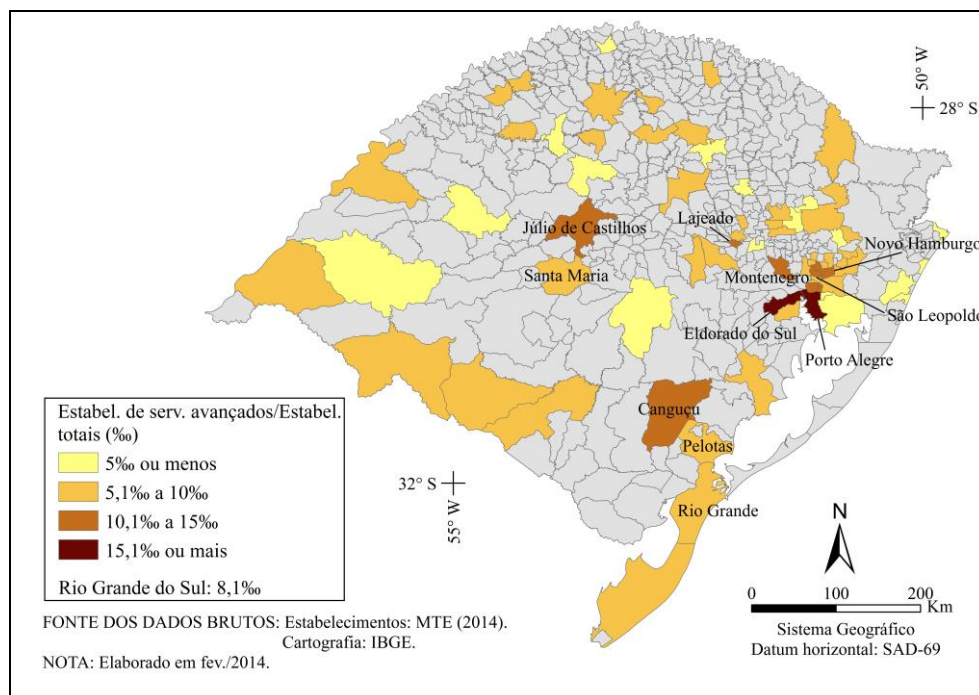 50° W
28° S
Lajeado
Júlio de Castilhos
Novo Hamburgo
Santa Maria
Montenegro
São Leopoldo
Eldorado do Sul
Porto Alegre
Canguçu
Pelotas
Rio Grande
32° S
55° W
Estabel. de serv. avançados/Estabel.
totais (‰)
5‰ ou menos
5,1‰ a 10‰
10,1‰ a 15‰
15,1‰ ou mais
Rio Grande do Sul: 8,1‰
N
0 100 200
Km
Sistema Geográfico
Datum horizontal: SAD-69
FONTE DOS DADOS BRUTOS: Estabelecimentos: MTE (2014).
Cartografia: IBGE.
NOTA: Elaborado em fev./2014.